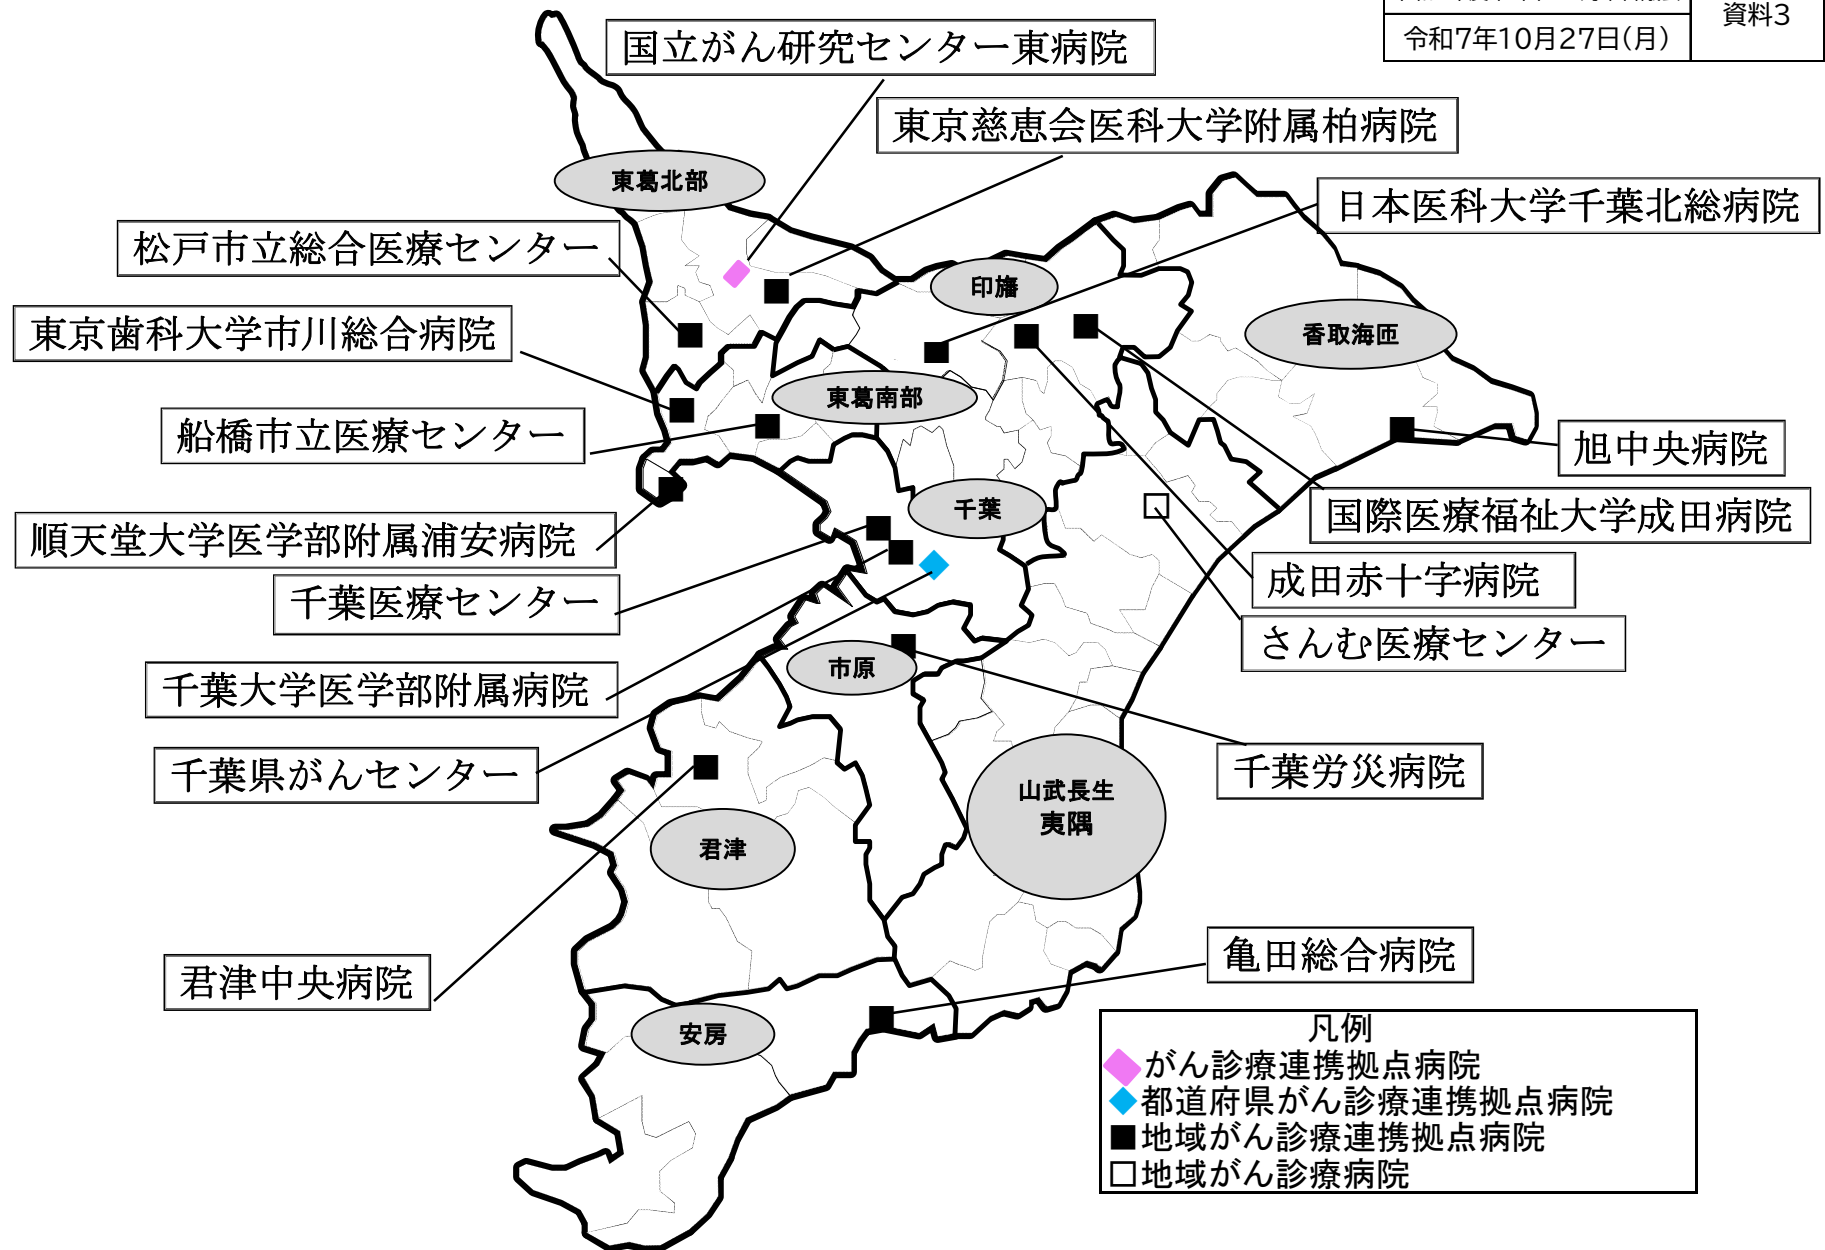 資料3
令和7年10月27日(月)
国立がん研究センター東病院
東京慈恵会医科大学附属柏病院
東葛北部
日本医科大学千葉北総病院
松戸市立総合医療センター
印旛
東京歯科大学市川総合病院
香取海匝
東葛南部
船橋市立医療センター
旭中央病院
千葉
国際医療福祉大学成田病院
順天堂大学医学部附属浦安病院
成田赤十字病院
千葉医療センター
さんむ医療センター
市原
千葉大学医学部附属病院
千葉県がんセンター
千葉労災病院
山武長生
夷隅
君津
亀田総合病院
君津中央病院
安房
凡例
がん診療連携拠点病院
都道府県がん診療連携拠点病院
地域がん診療連携拠点病院
地域がん診療病院